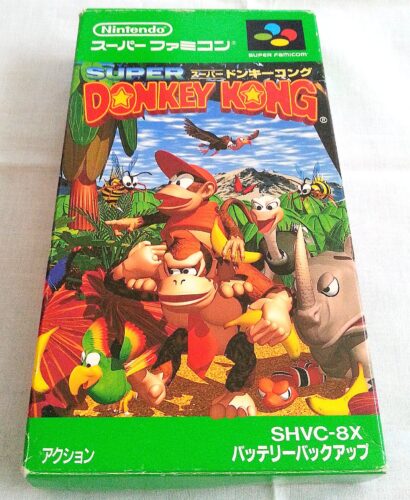 Nintendo®
スーパーファミコン®
SUPER FAMICOM™
SUPER スーパー ドンキーコング
DONKEY KONG®
SHVC-8X
アクション バッテリーバックアップ